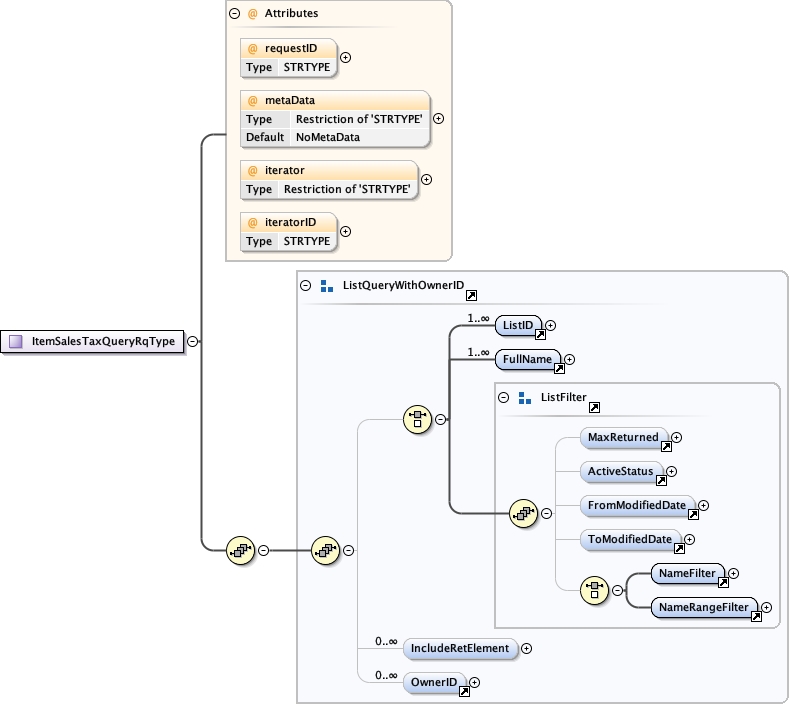 @ Attributes
@ requestID
Type STRTYPE
@ metaData
Type Restriction of 'STRTYPE'
Default NoMetaData
@ iterator
Type Restriction of 'STRTYPE'
@ iteratorID
Type STRTYPE
ItemSalesTaxQueryRqType
ListQueryWithOwnerID
1..∞ ListID
1..∞ FullName
ListFilter
MaxReturned
ActiveStatus
FromModifiedDate
ToModifiedDate
NameFilter
NameRangeFilter
0..∞ IncludeRetElement
0..∞ OwnerID